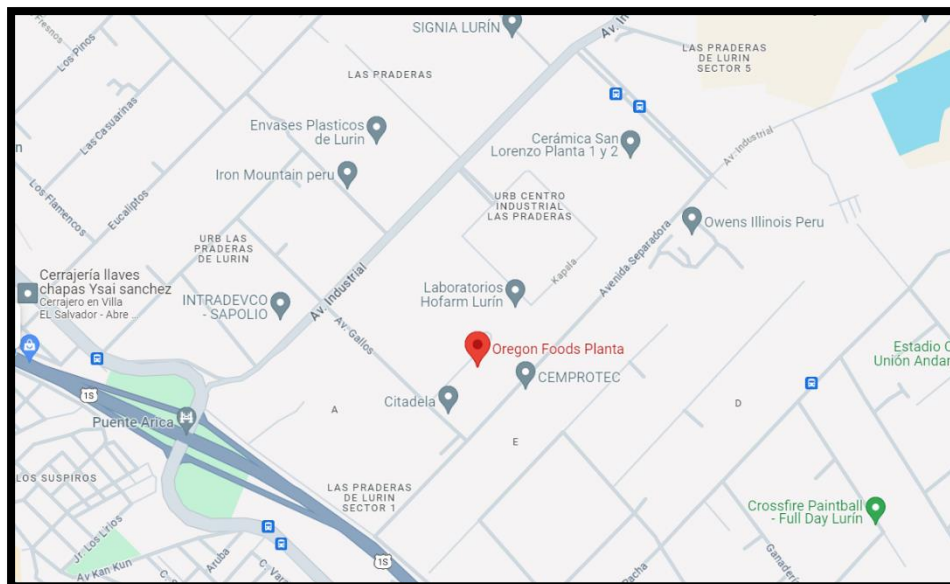 Fresnos
Los Pinos
SIGNIA LURÍN
LAS PRADERAS
DE LURIN
SECTOR 5
LAS PRADERAS
Las Casuarinas
Envases Plasticos
de Lurin
Cerámica San
Lorenzo Planta 1 y 2
Av. Industrial
n
Iron Mountain peru
Los Flamencos
Eucaliptos
URB CENTRO
INDUSTRIAL
LAS PRADERAS
Owens Illinois Peru
URB LAS
PRADERAS
DE LURIN
Avenida Separadora
Kapala
Cerrajería llaves
chapas Ysai sanchez
Cerrajero en Villa
EL Salvador - Abre ..
INTRADEVCO
- SAPOLIO
Av. Industrial
Laboratorios
Hofarm Lurín
Av. Gallos
Oregon Foods Planta
Estadio
Unión Andar
CEMPROTEC
1S
Citadela
A
D
Puente Arica
E
LOS SUSPIROS
LAS PRADERAS
DE LURIN
SECTOR 1
Crossfire Paintball
- Full Day Lurín
Jr. Los Lirios
Av Kan Kun
Aruba
1S